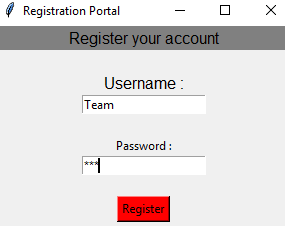 Registration Portal
Register your account
Username :
Team
Password :
***
Register